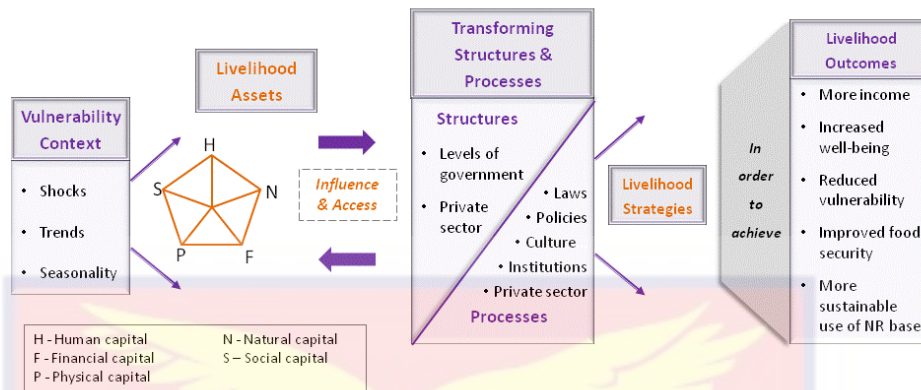 Vulnerability
Context
• Shocks
• Trends
• Seasonality
Livelihood
Assets
H
S
N
P
F
Influence
& Access
Transforming
Structures &
Processes
Structures
• Levels of
government
• Private
sector
• Laws
• Policies
• Culture
• Institutions
• Private sector
Processes
Livelihood
Strategies
In
order
to
achieve
Livelihood
Outcomes
• More income
• Increased
well-being
• Reduced
vulnerability
• Improved food
security
• More
sustainable
use of NR base
H - Human capital
N - Natural capital
F - Financial capital
S – Social capital
P - Physical capital